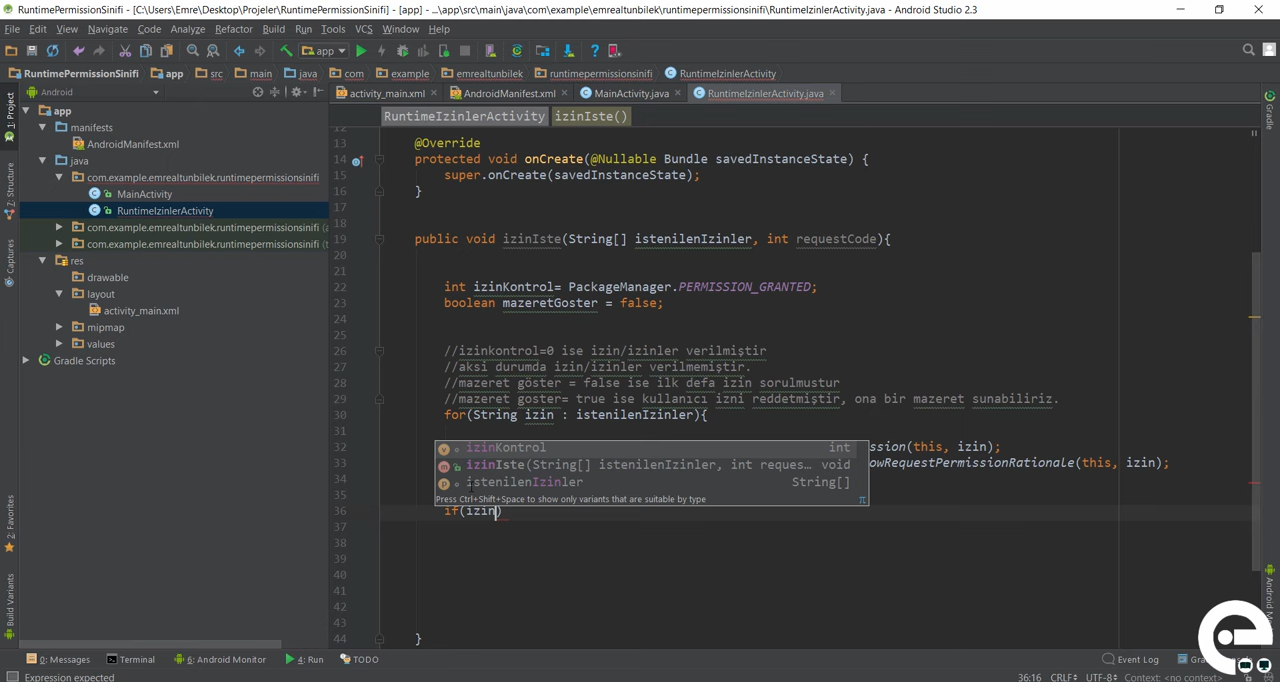 RuntimePermissionSinifi - [C:\Users\Emre\Desktop\Projeler\RuntimePermissionSinifi] - [app] - ...\app\src\main\java\com\example\emrealtunbilek\runtimepermissionsinifi\RuntimeIzinlerActivity.java - Android Studio 2.3
File Edit View Navigate Code Analyze Refactor Build Run Tools VCS Window Help
app
RuntimePermissionSinifi app src main java com example emrealtunbilek runtimepermissionsinifi RuntimeIzinlerActivity
Android activity_main.xml AndroidManifest.xml MainActivity.java RuntimeIzinlerActivity.java
RuntimeIzinlerActivity izinIste()
1: Project
Z: Structure
Captures
2: Favorites
Build Variants
app
manifests
AndroidManifest.xml
java
com.example.emrealtunbilek.runtimepermissionsinifi
MainActivity
RuntimeIzinlerActivity
com.example.emrealtunbilek.runtimepermissionsinifi
com.example.emrealtunbilek.runtimepermissionsinifi
res
drawable
layout
activity_main.xml
mipmap
values
Gradle Scripts
12
13 @Override
14 protected void onCreate(@Nullable Bundle savedInstanceState) {
15 super.onCreate(savedInstanceState);
16 }
17
18
19 public void izinIste(String[] istenilenIzinler, int requestCode){
20
21
22 int izinKontrol= PackageManager.PERMISSION_GRANTED;
23 boolean mazeretGoster = false;
24
25
26 //izinkontrol=0 ise izin/izinler verilmiştir
27 //aksi durumda izin/izinler verilmemiştir.
28 //mazeret göster = false ise ilk defa izin sorulmustur
29 //mazeret goster= true ise kullanıcı izni reddetmiştir, ona bir mazeret sunabiliriz.
30 for(String izin : istenilenIzinler){
31
32 ssion(this, izin);
33 owRequestPermissionRationale(this, izin);
34
35
36 if(izin)
37
38
39
40
41
42
43
44 }
izinKontrol int
izinIste(String[] istenilenIzinler, int reques... void
istenilenIzinler String[]
Press Ctrl+Shift+Space to show only variants that are suitable by type π
Gradle
0: Messages Terminal 6: Android Monitor 4: Run TODO Event Log
Expression expected 36:16 CRLF UTF-8 Context: <no context>